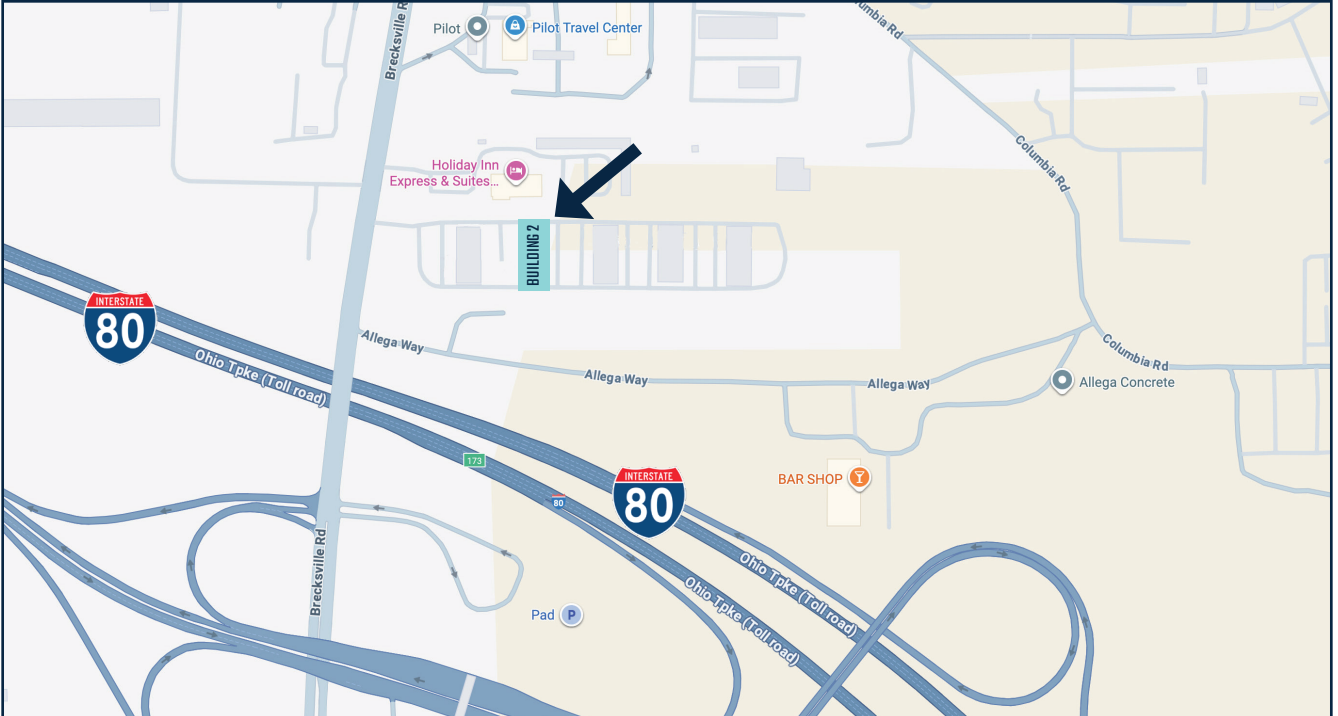 Brecksville R
Pilot
Pilot Travel Center
umbia Rd
Columbia Rd
Holiday Inn
Express & Suites...
BUILDING 2
INTERSTATE
80
Ohio Tpke (Toll road)
Allega Way
Allega Way
Allega Way
Columbia Rd
Allega Concrete
173
80
INTERSTATE
80
BAR SHOP
Brecksville Rd
Ohio Tpke (Toll road)
Ohio Tpke (Toll road)
Pad
P